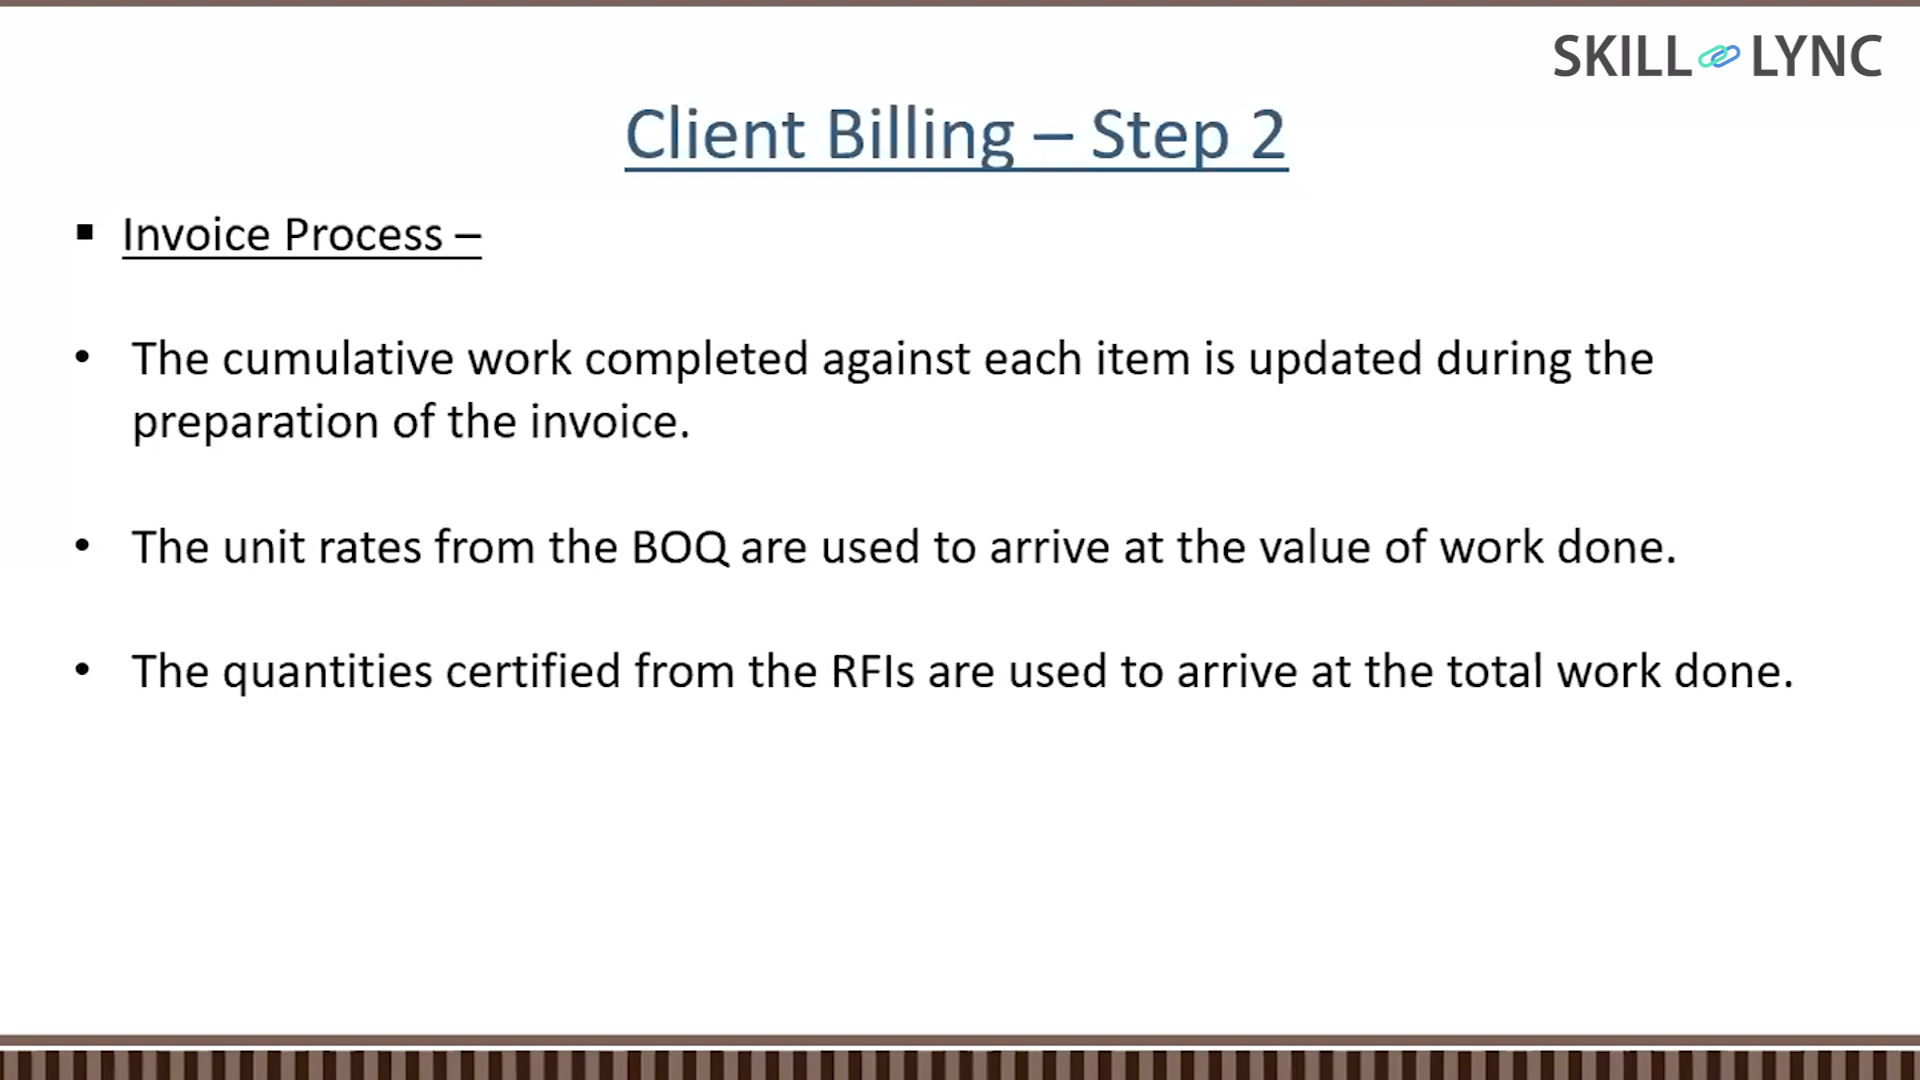 SKILL LYNC
Client Billing – Step 2
▪ Invoice Process –
• The cumulative work completed against each item is updated during the
preparation of the invoice.
• The unit rates from the BOQ are used to arrive at the value of work done.
• The quantities certified from the RFIs are used to arrive at the total work done.